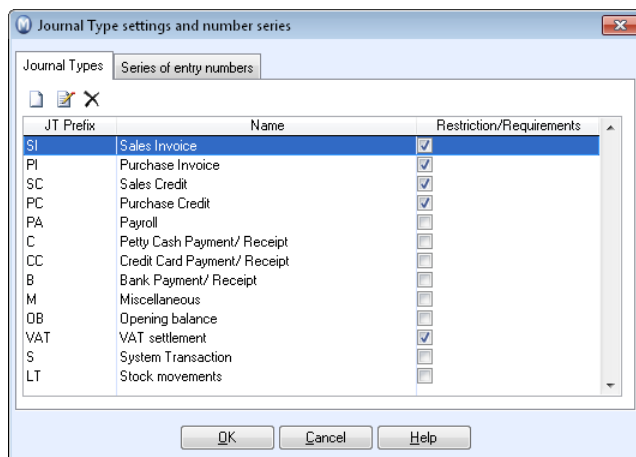 Journal Type settings and number series
Journal Types Series of entry numbers
JT Prefix Name Restriction/Requirements
SI Sales Invoice
PI Purchase Invoice
SC Sales Credit
PC Purchase Credit
PA Payroll
C Petty Cash Payment/ Receipt
CC Credit Card Payment/ Receipt
B Bank Payment/ Receipt
M Miscellaneous
OB Opening balance
VAT VAT settlement
S System Transaction
LT Stock movements
OK Cancel Help